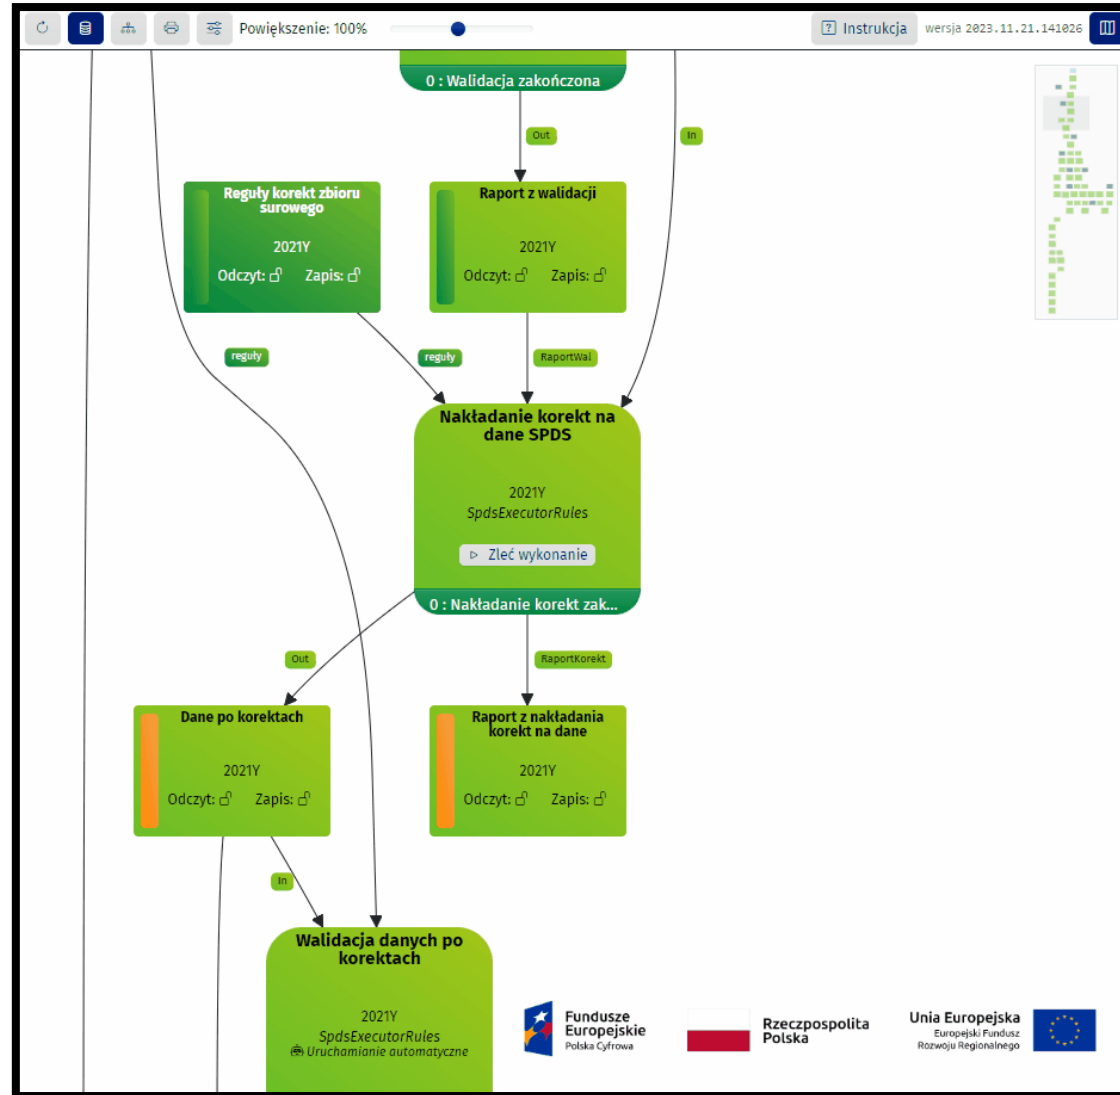 Powiększenie: 100%
Instrukcja
wersja 2023.11.21.141026
0 : Walidacja zakończona
Out
In
Reguły korekt zbioru
surowego
2021Y
Odczyt: Zapis:
Raport z walidacji
2021Y
Odczyt: Zapis:
reguły
reguły
RaportWal
Nakładanie korekt na
dane SPDS
2021Y
SpdsExecutorRules
Zleć wykonanie
0 : Nakładanie korekt zak...
Out
RaportKorekt
Dane po korektach
2021Y
Odczyt: Zapis:
Raport z nakładania
korekt na dane
2021Y
Odczyt: Zapis:
In
Walidacja danych po
korektach
2021Y
SpdsExecutorRules
Uruchamianie automatyczne
Fundusze
Europejskie
Polska Cyfrowa
Rzeczpospolita
Polska
Unia Europejska
Europejski Fundusz
Rozwoju Regionalnego